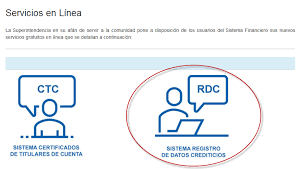 Servicios en Línea
La Superintendencia en su afán de servir a la comunidad pone a disposición de los usuarios del Sistema Financiero sus nuevos
servicios gratuitos en línea que se detallan a continuación:
CTC
RDC
SISTEMA CERTIFICADOS
DE TITULARES DE CUENTA
SISTEMA REGISTRO
DE DATOS CREDITICIOS